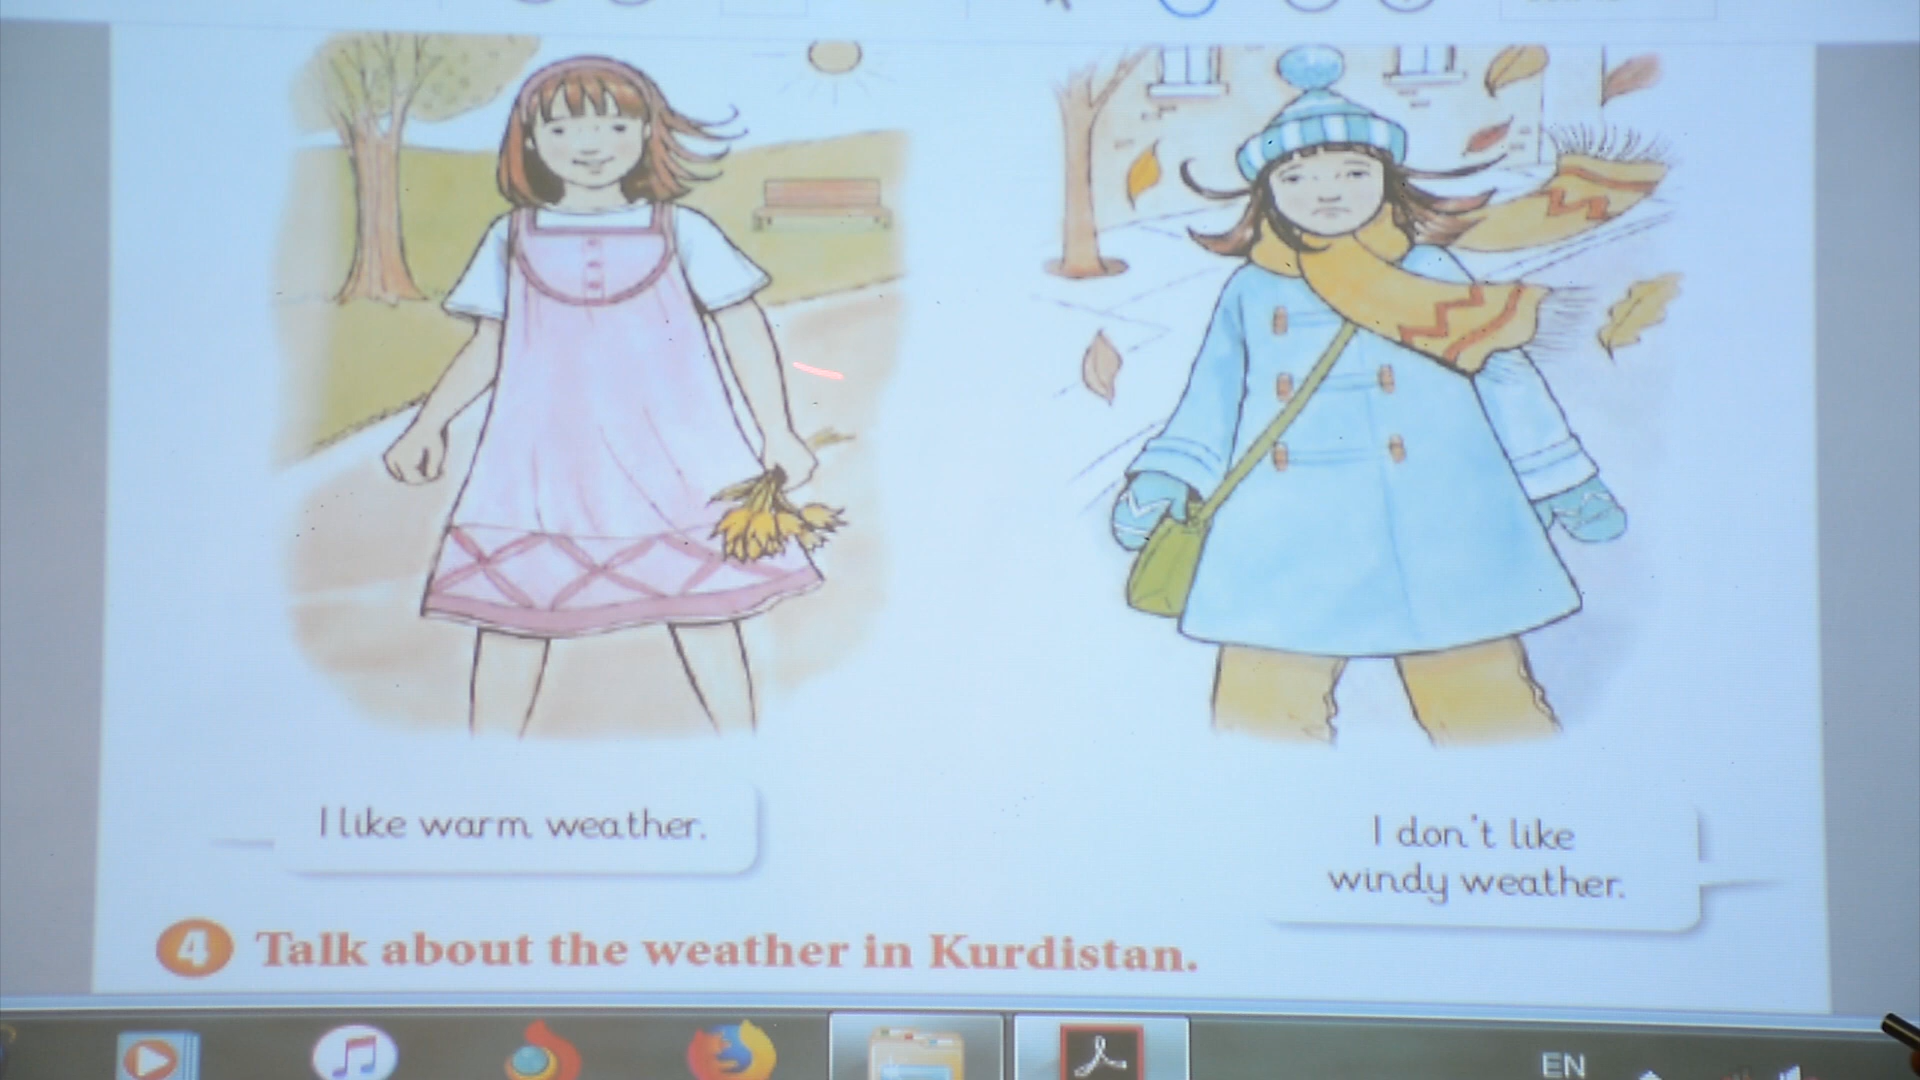 I like warm weather.
I don't like
windy weather.
4 Talk about the weather in Kurdistan.
EN